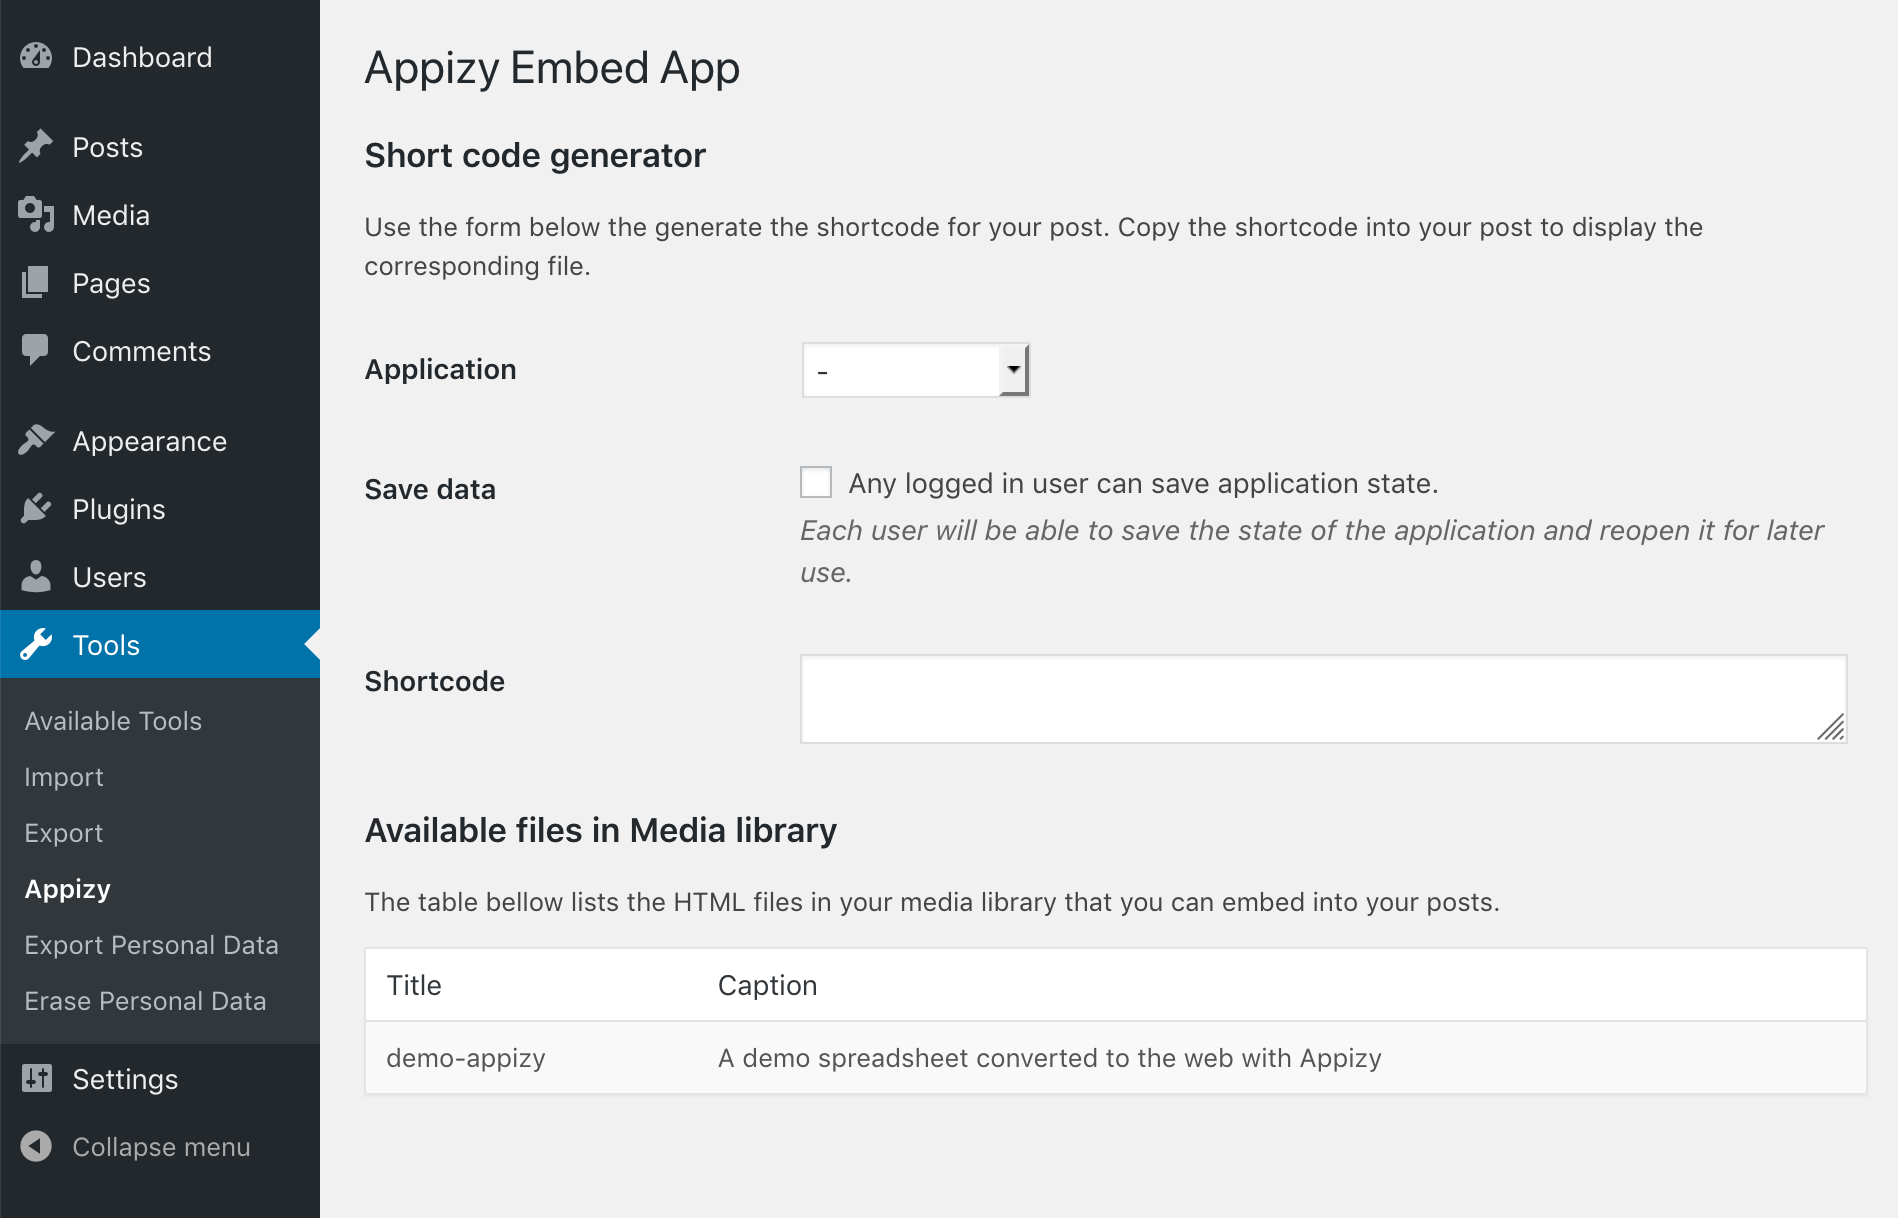 Dashboard
Posts
Media
Pages
Comments
Appearance
Plugins
Users
Tools
Available Tools
Import
Export
Appizy
Export Personal Data
Erase Personal Data
Settings
Collapse menu
Appizy Embed App
Short code generator
Use the form below the generate the shortcode for your post. Copy the shortcode into your post to display the
corresponding file.
Application
-
Save data
Any logged in user can save application state.
Each user will be able to save the state of the application and reopen it for later
use.
Shortcode
Available files in Media library
The table bellow lists the HTML files in your media library that you can embed into your posts.
Title Caption
demo-appizy A demo spreadsheet converted to the web with Appizy